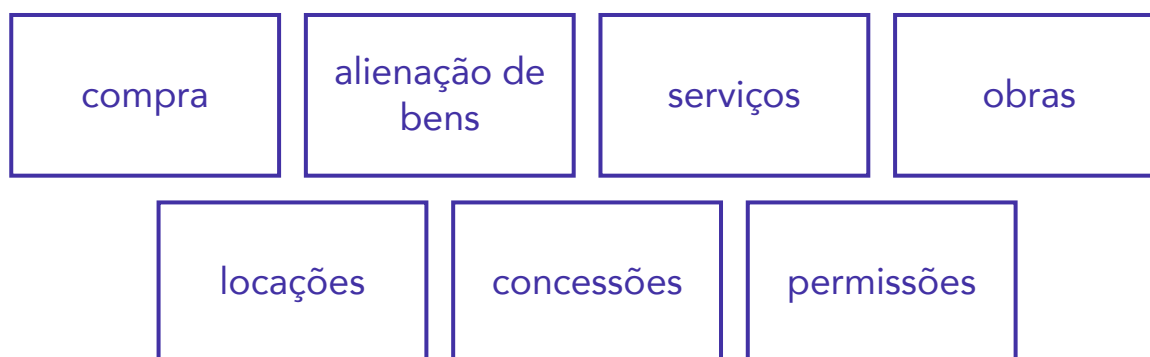 compra
alienação de
bens
serviços
obras
locações
concessões
permissões